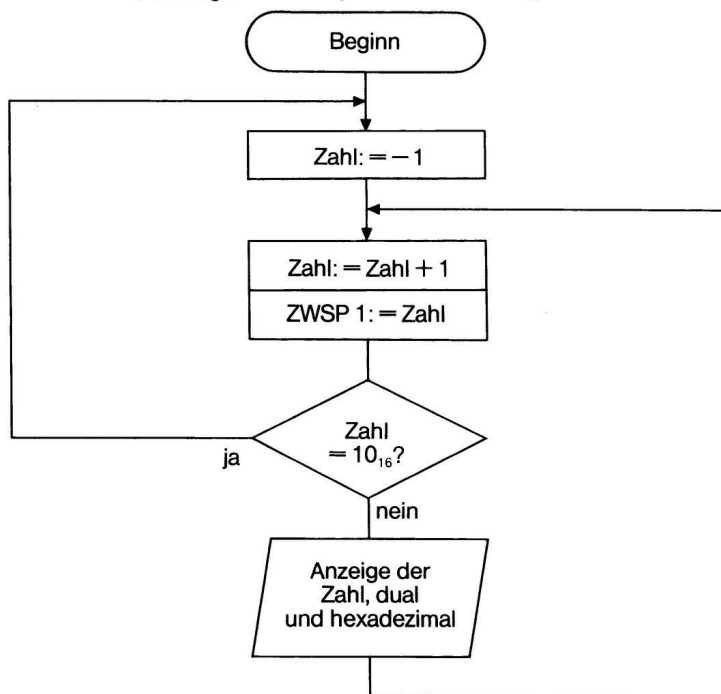 Beginn
Zahl: = − 1
Zahl: = Zahl + 1
ZWSP 1: = Zahl
Zahl
= 10₁₆?
ja
nein
Anzeige der
Zahl, dual
und hexadezimal